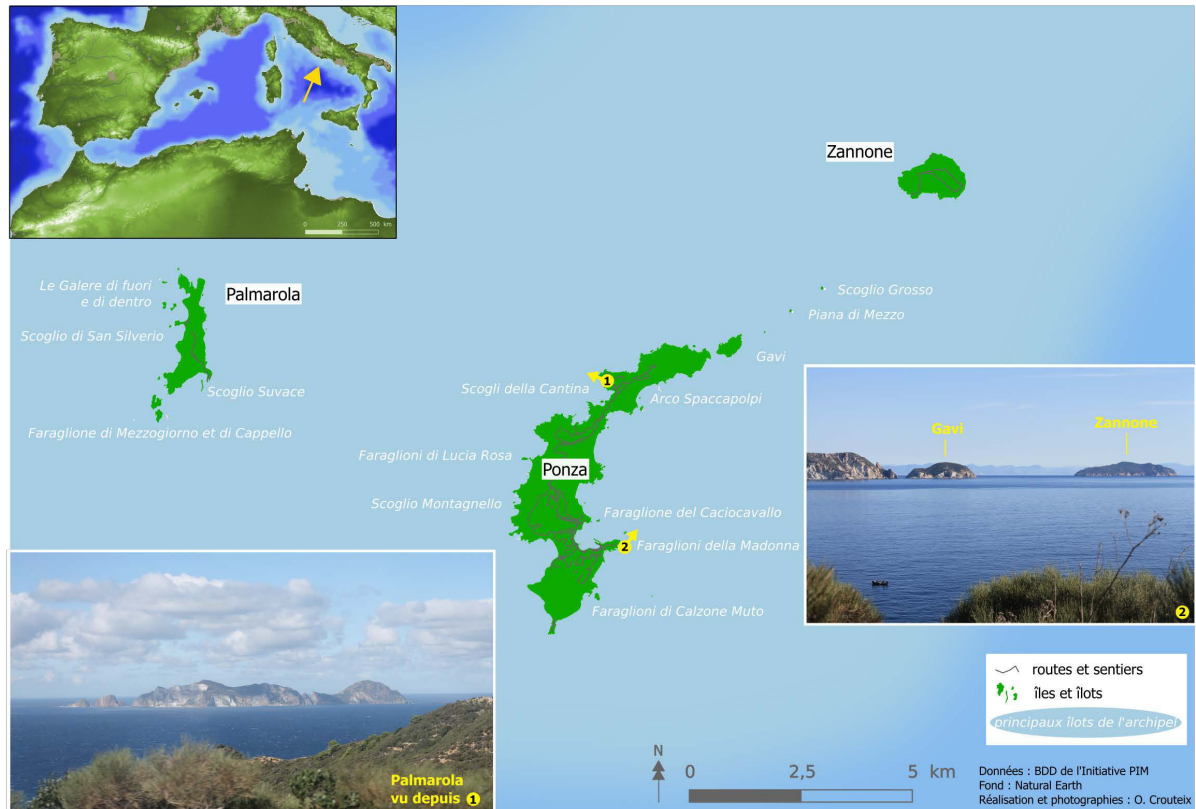 0 250 500 km
Zannone
Le Galere di fuori
e di dentro
Palmarola
Scoglio di San Silverio
Scoglio Suvace
Faraglione di Mezzogiorno et di Cappello
Scoglio Grosso
Piana di Mezzo
Gavi
Scogli della Cantina
1
Arco Spaccapolpi
Faraglioni di Lucia Rosa
Ponza
Scoglio Montagnello
Faraglione del Caciocavallo
2
Faraglioni della Madonna
Faraglioni di Calzone Muto
Gavi
Zannone
2
Palmarola
vu depuis 1
routes et sentiers
îles et îlots
principaux îlots de l'archipel
N
0 2,5 5 km
Données : BDD de l'Initiative PIM
Fond : Natural Earth
Réalisation et photographies : O. Crouteix